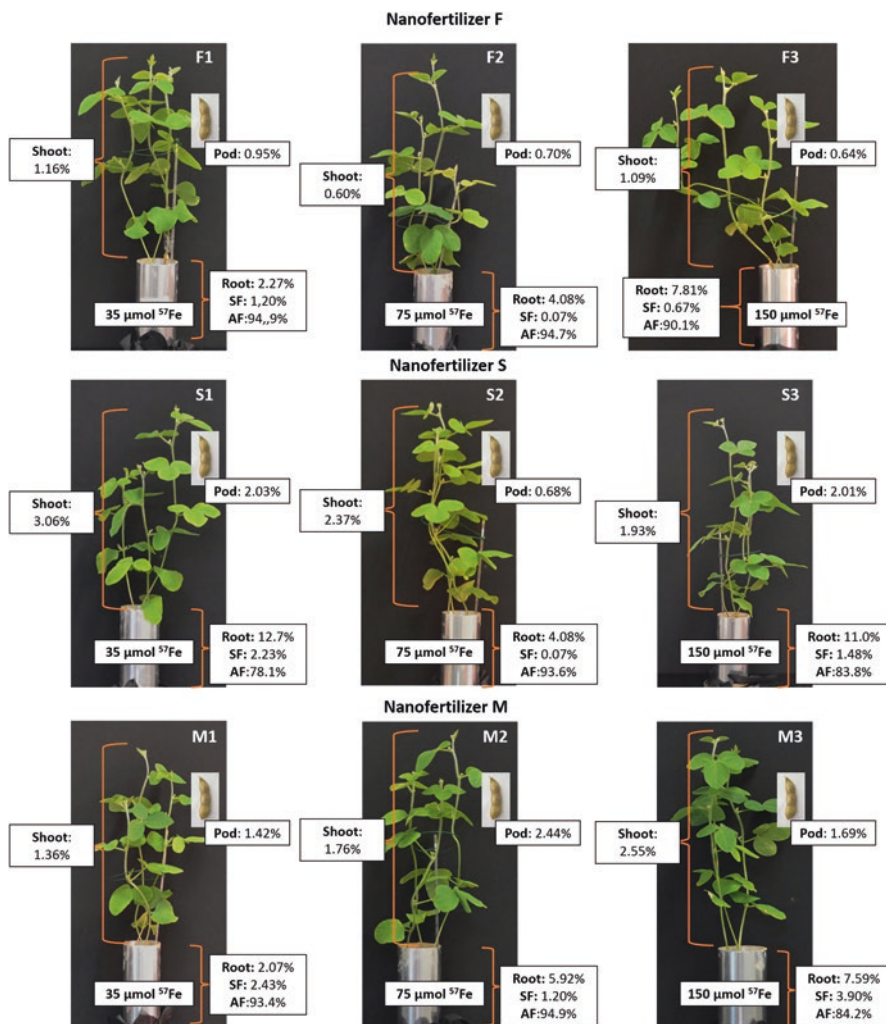 Nanofertilizer F
F1
Shoot:
1.16%
Pod: 0.95%
Root: 2.27%
SF: 1,20%
AF:94,,9%
35 µmol ⁵⁷Fe
F2
Shoot:
0.60%
Pod: 0.70%
Root: 4.08%
SF: 0.07%
AF:94.7%
75 µmol ⁵⁷Fe
F3
Shoot:
1.09%
Pod: 0.64%
Root: 7.81%
SF: 0.67%
AF:90.1%
150 µmol ⁵⁷Fe
Nanofertilizer S
S1
Shoot:
3.06%
Pod: 2.03%
Root: 12.7%
SF: 2.23%
AF:78.1%
35 µmol ⁵⁷Fe
S2
Shoot:
2.37%
Pod: 0.68%
Root: 4.08%
SF: 0.07%
AF:93.6%
75 µmol ⁵⁷Fe
S3
Shoot:
1.93%
Pod: 2.01%
Root: 11.0%
SF: 1.48%
AF:83.8%
150 µmol ⁵⁷Fe
Nanofertilizer M
M1
Shoot:
1.36%
Pod: 1.42%
Root: 2.07%
SF: 2.43%
AF:93.4%
35 µmol ⁵⁷Fe
M2
Shoot:
1.76%
Pod: 2.44%
Root: 5.92%
SF: 1.20%
AF:94.9%
75 µmol ⁵⁷Fe
M3
Shoot:
2.55%
Pod: 1.69%
Root: 7.59%
SF: 3.90%
AF:84.2%
150 µmol ⁵⁷Fe